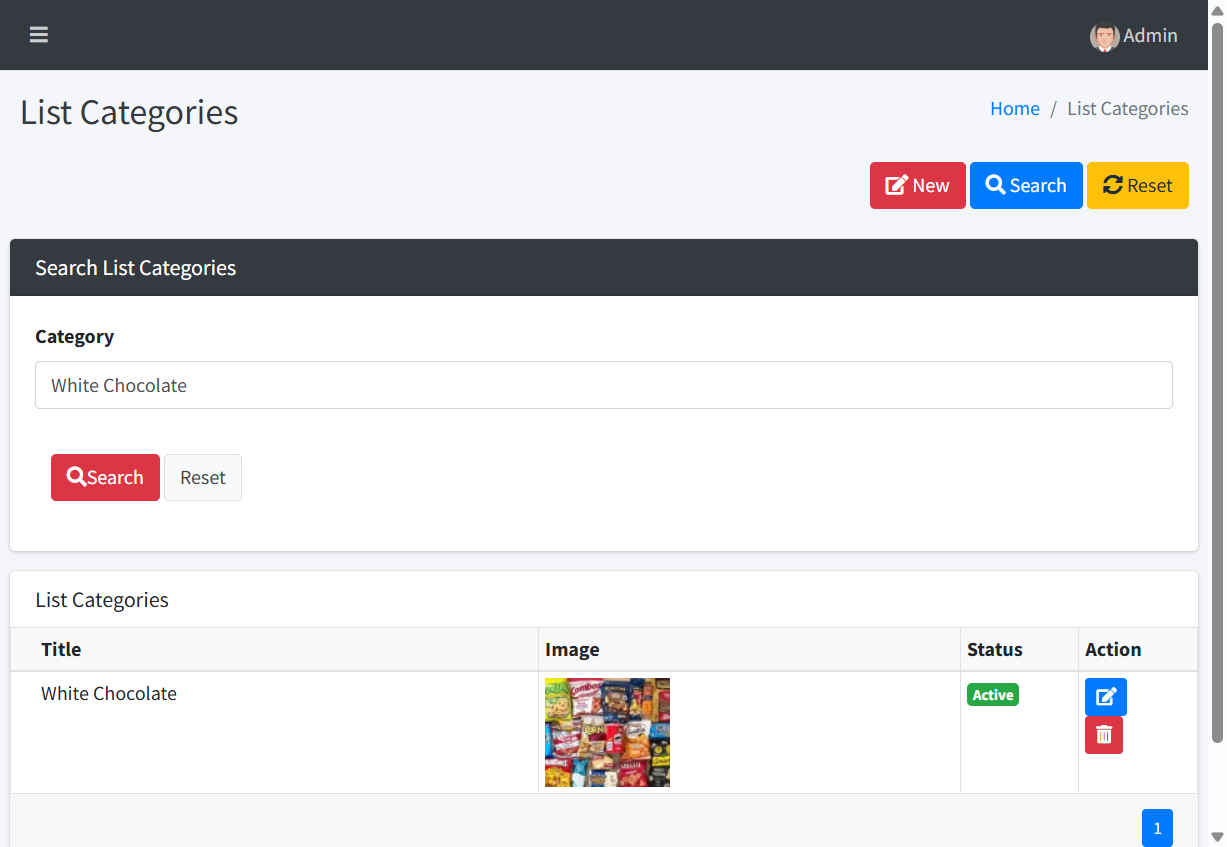 Admin
List Categories
Home / List Categories
New Search Reset
Search List Categories
Category
White Chocolate
Search Reset
List Categories
Title Image Status Action
White Chocolate Active
Combos
1